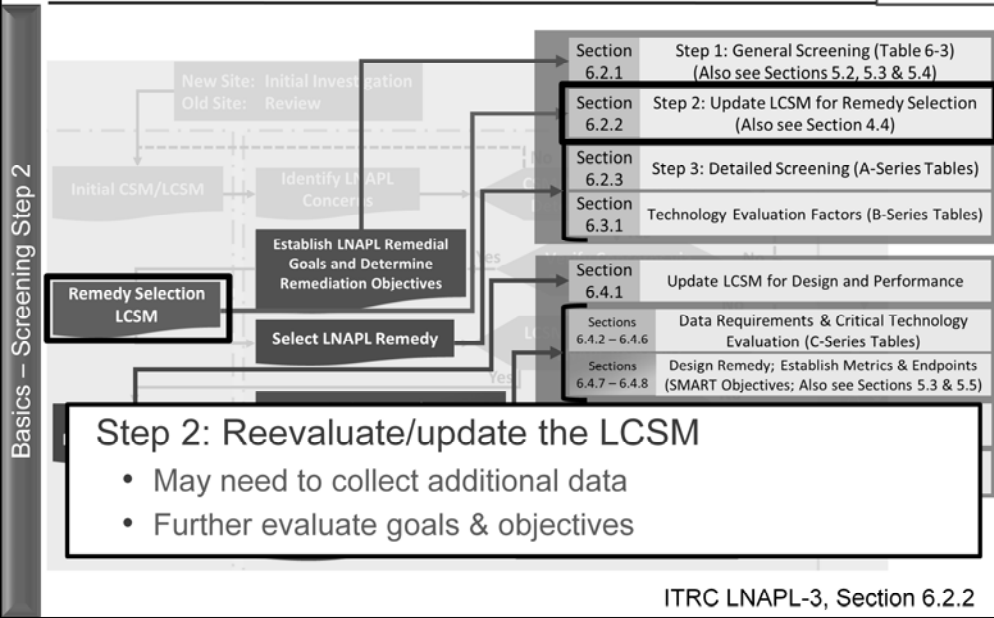 Basics – Screening Step 2
New Site: Initial Investigation
Old Site: Review
Initial CSM/LCSM
Identify LNAPL
Concerns
No
Establish LNAPL Remedial
Goals and Determine
Remediation Objectives
Yes
Remedy Selection
LCSM
Select LNAPL Remedy
Yes
Section
6.2.1
Step 1: General Screening (Table 6-3)
(Also see Sections 5.2, 5.3 & 5.4)
Section
6.2.2
Step 2: Update LCSM for Remedy Selection
(Also see Section 4.4)
Section
6.2.3
Step 3: Detailed Screening (A-Series Tables)
Section
6.3.1
Technology Evaluation Factors (B-Series Tables)
Section
6.4.1
Update LCSM for Design and Performance
Sections
6.4.2 – 6.4.6
Data Requirements & Critical Technology
Evaluation (C-Series Tables)
Sections
6.4.7 – 6.4.8
Design Remedy; Establish Metrics & Endpoints
(SMART Objectives; Also see Sections 5.3 & 5.5)
Step 2: Reevaluate/update the LCSM
• May need to collect additional data
• Further evaluate goals & objectives
ITRC LNAPL-3, Section 6.2.2